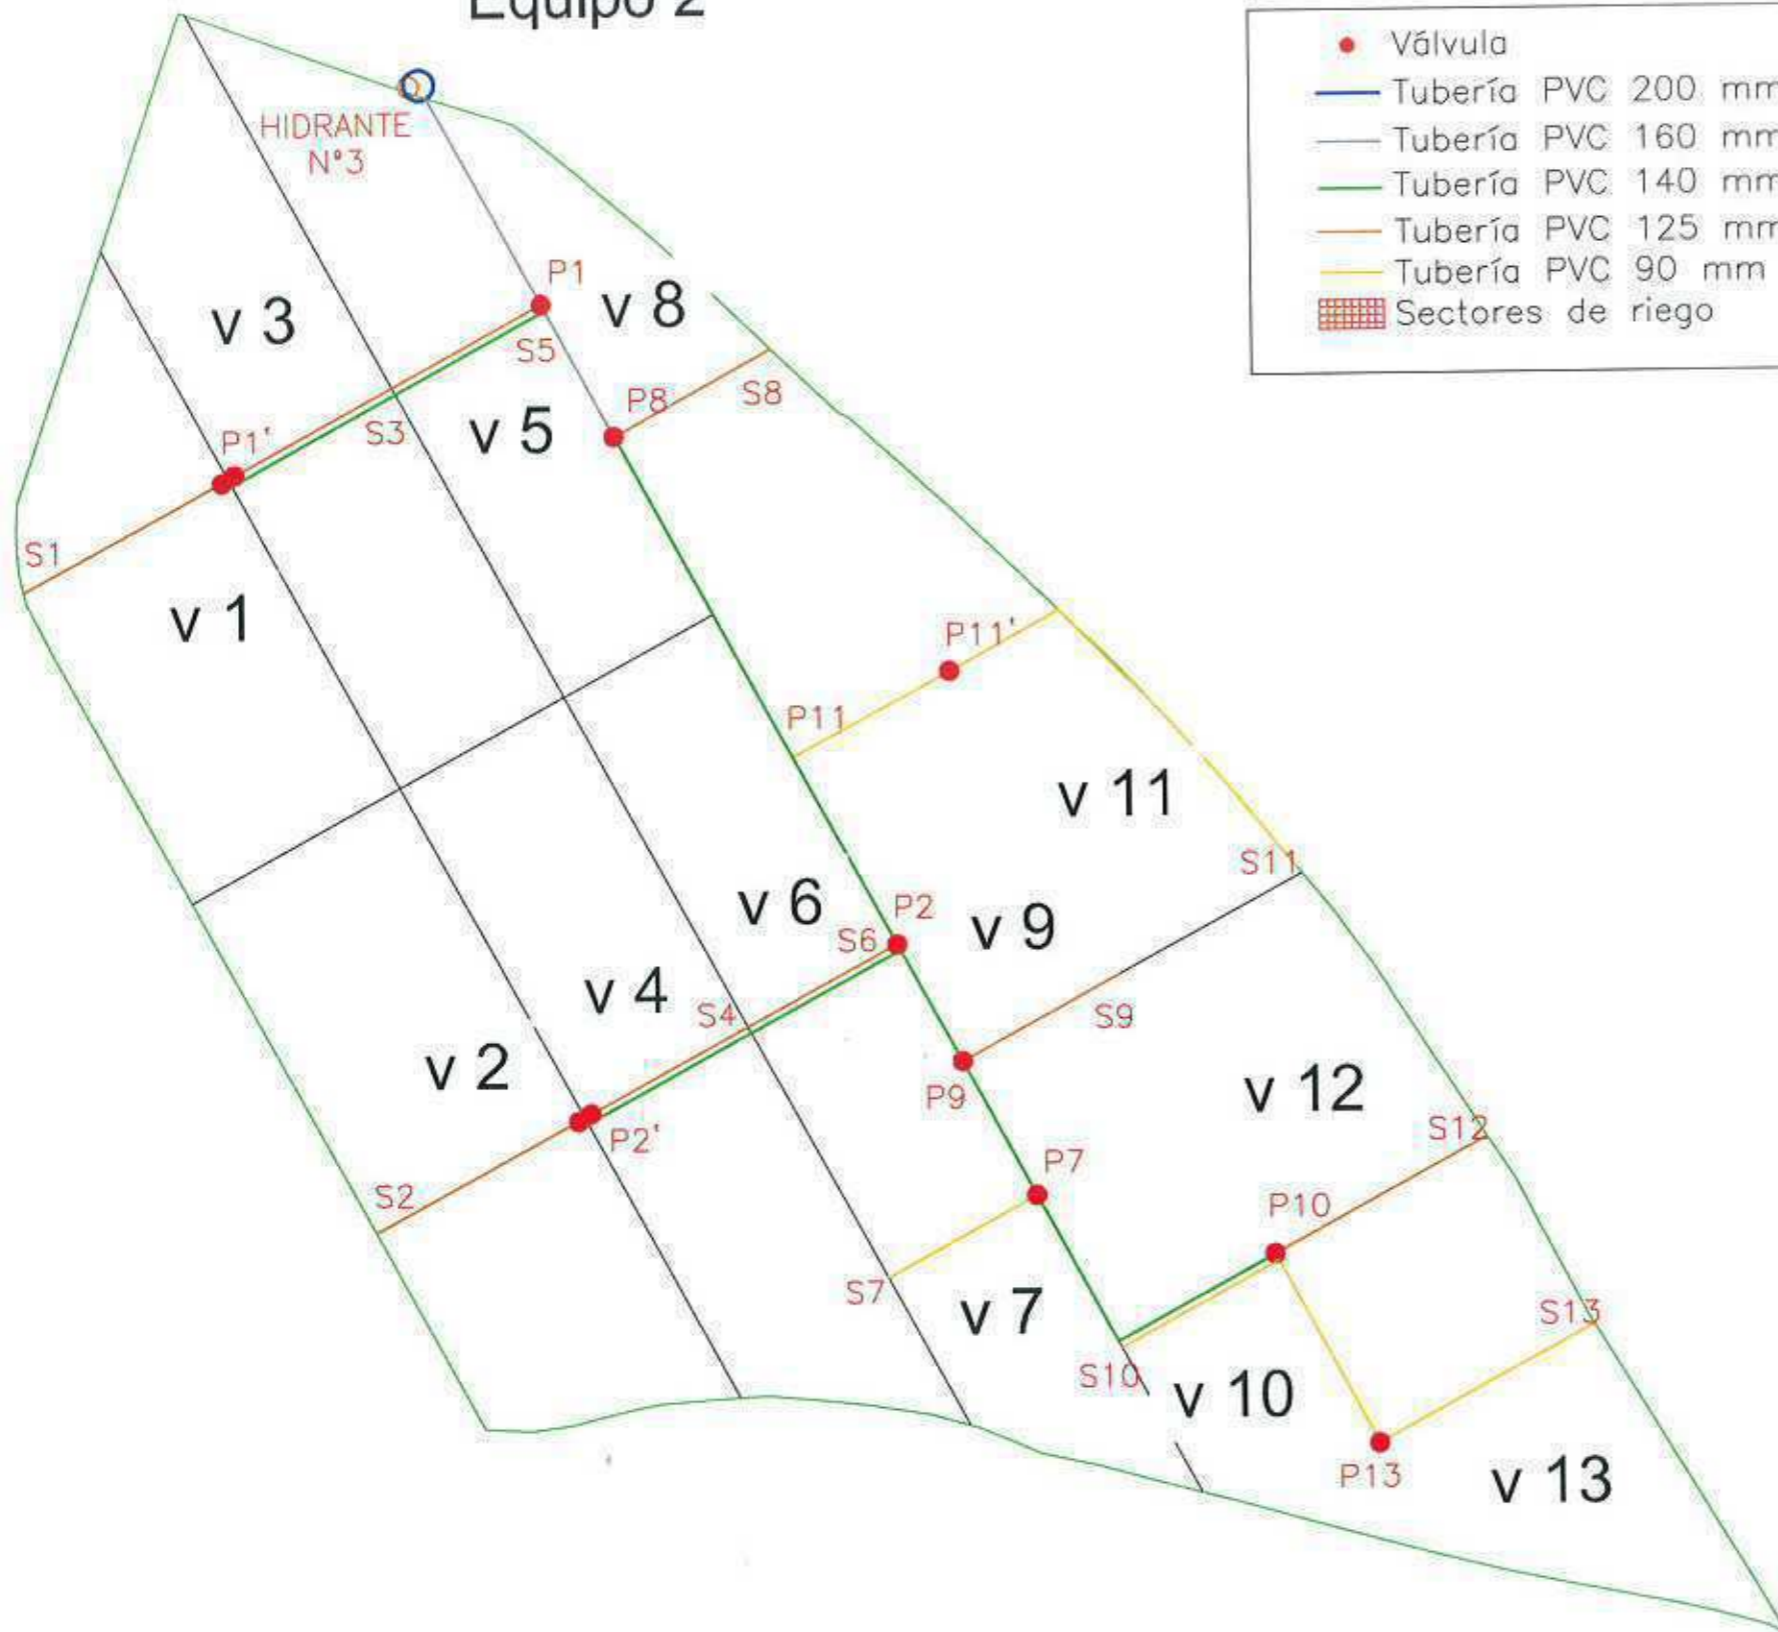 Equipo 2
Válvula
Tubería PVC 200 mm
Tubería PVC 160 mm
Tubería PVC 140 mm
Tubería PVC 125 mm
Tubería PVC 90 mm
Sectores de riego
HIDRANTE
N°3
P1
v 8
v 3
S5
P8
S8
v 5
S3
P1'
S1
v 1
P11'
P11
v 11
S11
v 6
P2
v 9
S6
v 4
S4
S9
v 2
P9
v 12
P2'
S12
P7
S2
P10
S7
v 7
S13
S10
v 10
P13
v 13